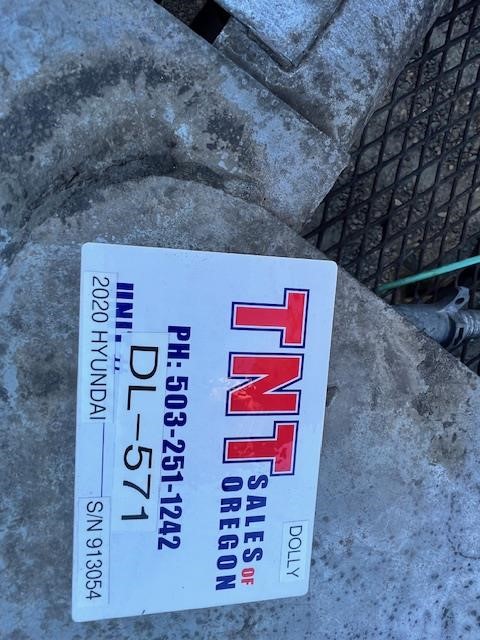 DOLLY
TNT SALES OF OREGON
PH: 503-251-1242
DL-571
2020 HYUNDAI S/N 913054